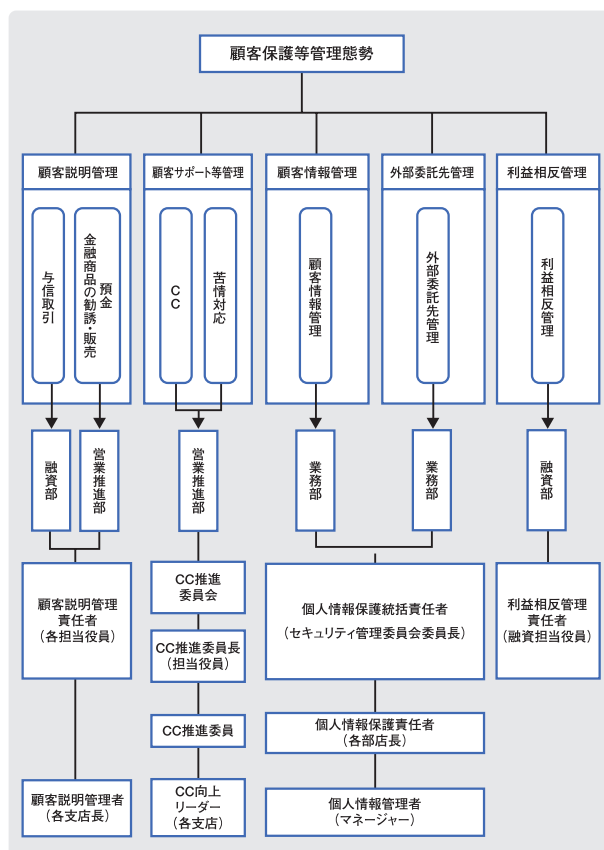 顧客保護等管理態勢
顧客説明管理
顧客サポート等管理
顧客情報管理
外部委託先管理
利益相反管理
与信取引
預金
金融商品の勧誘・販売
CC
苦情対応
顧客情報管理
外部委託先管理
利益相反管理
融資部
営業推進部
営業推進部
業務部
業務部
融資部
顧客説明管理
責任者
（各担当役員）
CC推進
委員会
CC推進委員長
（担当役員）
CC推進委員
個人情報保護統括責任者
（セキュリティ管理委員会委員長）
利益相反管理
責任者
（融資担当役員）
個人情報保護責任者
（各部店長）
顧客説明管理者
（各支店長）
CC向上
リーダー
（各支店）
個人情報管理者
（マネージャー）